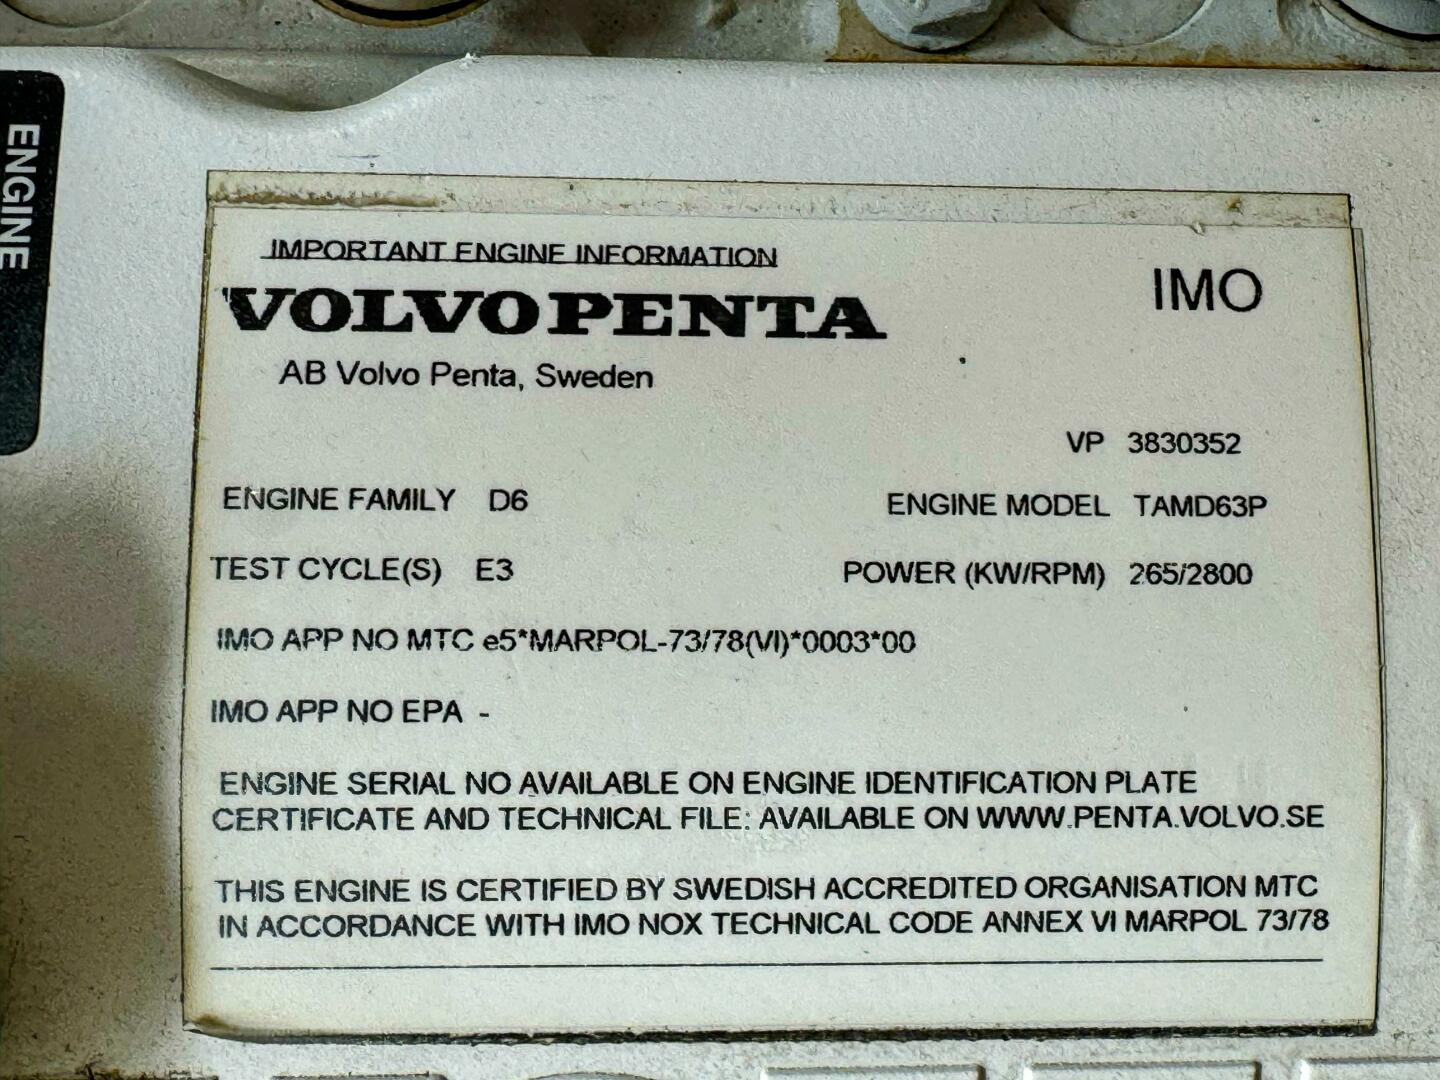 ENGINE
IMPORTANT ENGINE INFORMATION
VOLVO PENTA
IMO
AB Volvo Penta, Sweden
VP 3830352
ENGINE FAMILY D6
ENGINE MODEL TAMD63P
TEST CYCLE(S) E3
POWER (KW/RPM) 265/2800
IMO APP NO MTC e5*MARPOL-73/78(VI)*0003*00
IMO APP NO EPA -
ENGINE SERIAL NO AVAILABLE ON ENGINE IDENTIFICATION PLATE
CERTIFICATE AND TECHNICAL FILE: AVAILABLE ON WWW.PENTA.VOLVO.SE
THIS ENGINE IS CERTIFIED BY SWEDISH ACCREDITED ORGANISATION MTC
IN ACCORDANCE WITH IMO NOX TECHNICAL CODE ANNEX VI MARPOL 73/78